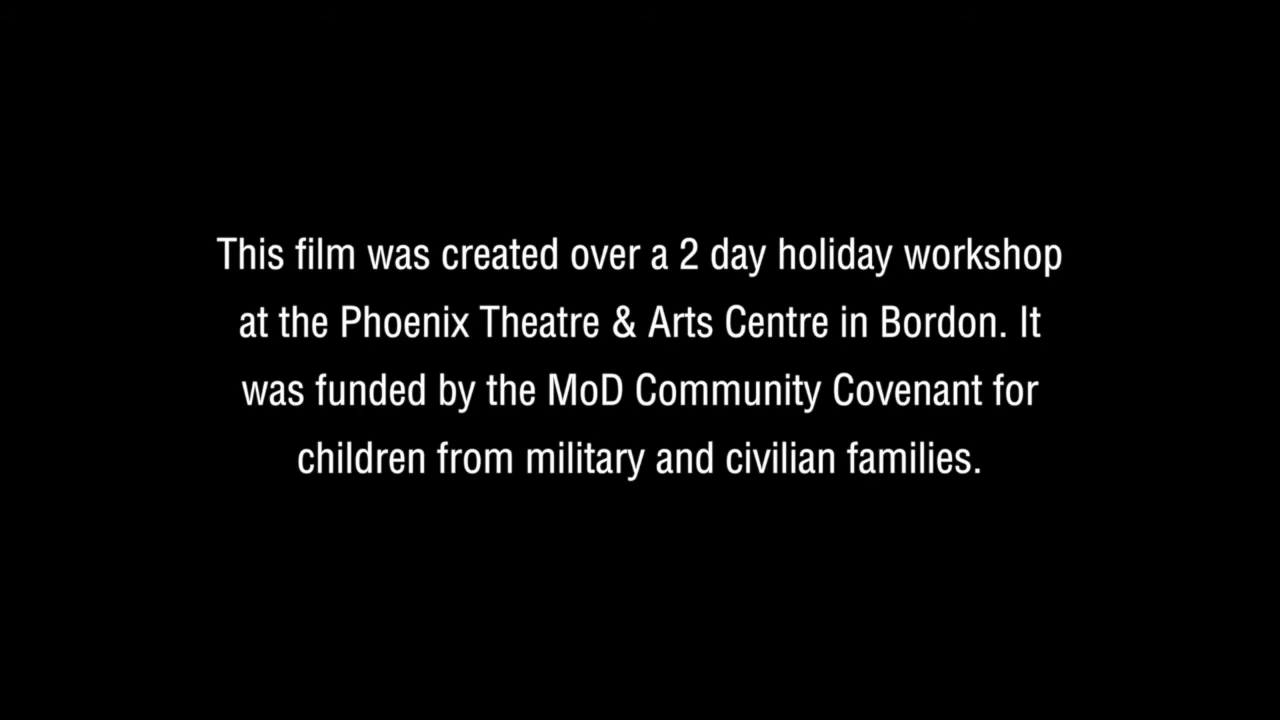 This film was created over a 2 day holiday workshop
at the Phoenix Theatre & Arts Centre in Bordon. It
was funded by the MoD Community Covenant for
children from military and civilian families.